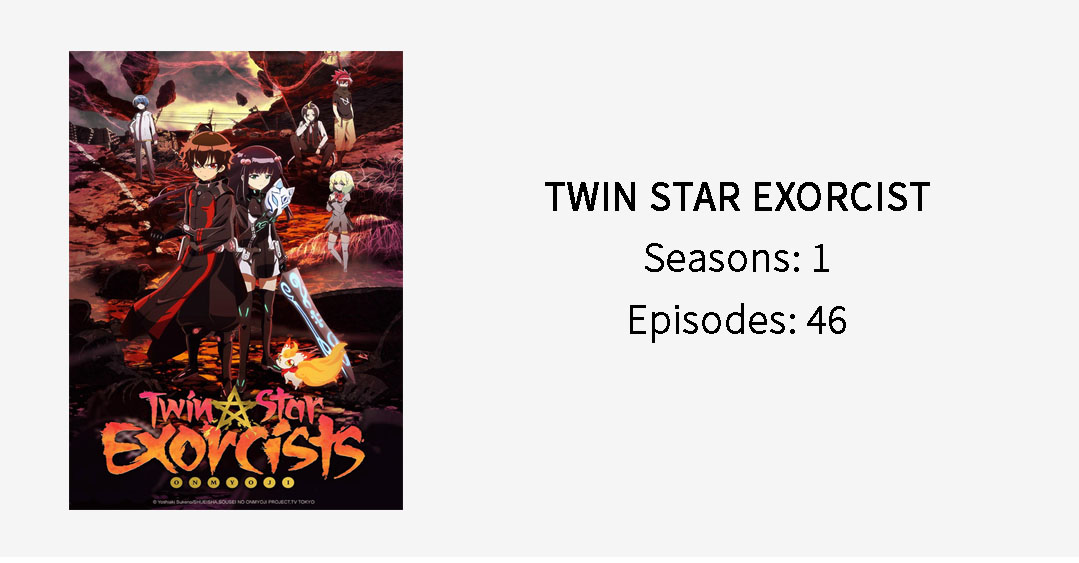 Twin Star
Exorcists
ONMYOJI
© Yoshiaki Sukeno/SHUEISHA,SOUSEI NO ONMYOJI PROJECT,TV TOKYO
TWIN STAR EXORCIST
Seasons: 1
Episodes: 46